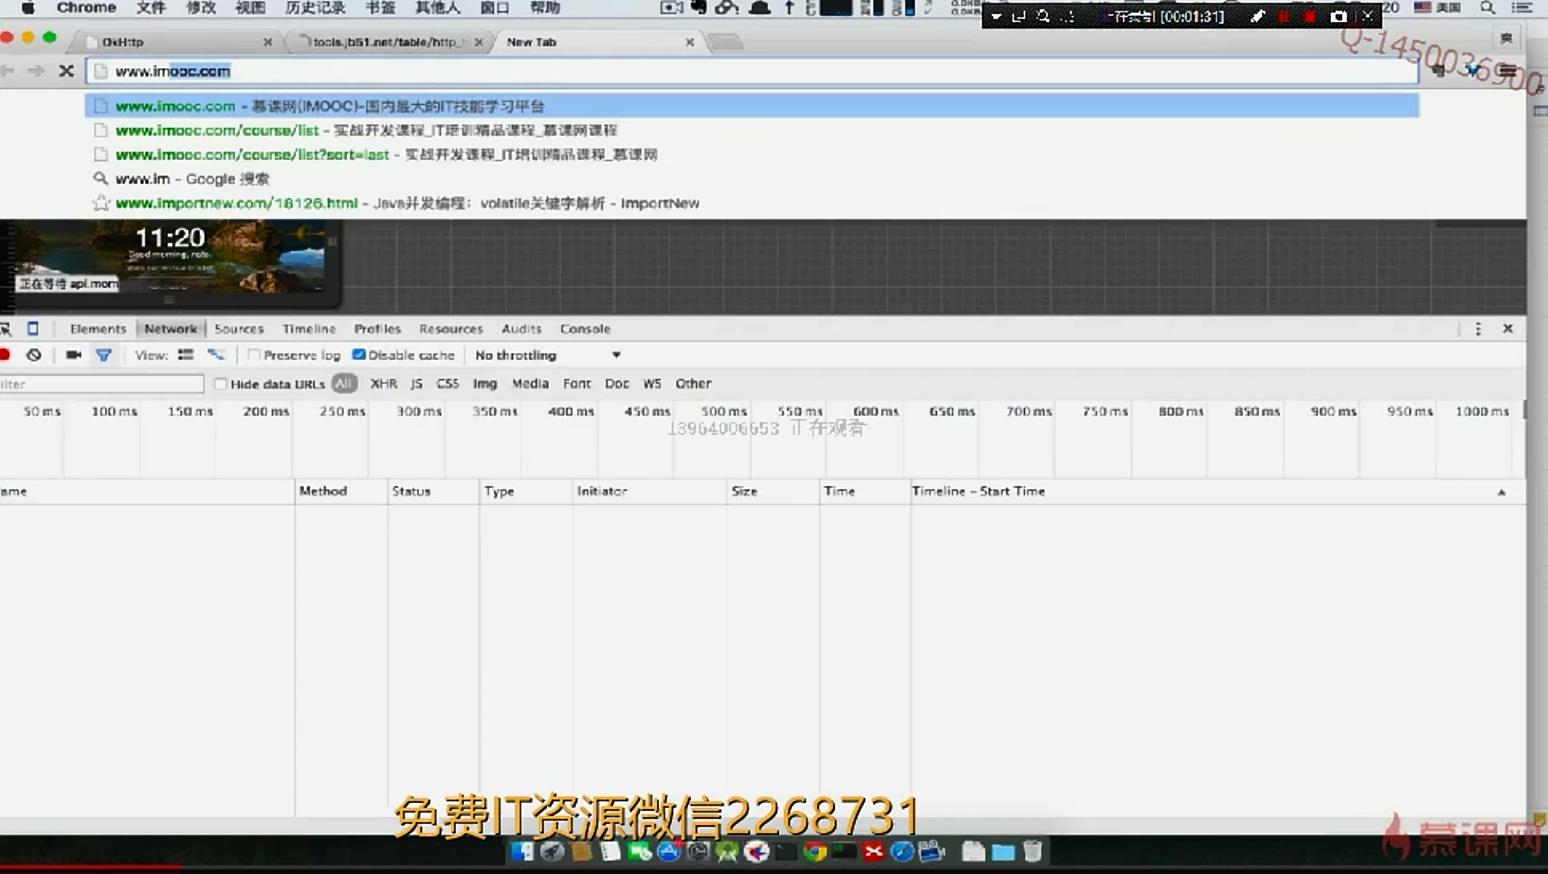 Chrome 文件 修改 视图 历史记录 书签 其他人 窗口 帮助
[00:01:31]
20 美国
OkHttp
tools.jb51.net/table/http_
New Tab
Q-1450036900
www.imooc.com
www.imooc.com - 慕课网(IMOOC)-国内最大的IT技能学习平台
www.imooc.com/course/list - 实战开发课程_IT培训精品课程_慕课网课程
www.imooc.com/course/list?sort=last - 实战开发课程_IT培训精品课程_慕课网
www.im - Google 搜索
www.importnew.com/18126.html - Java并发编程：volatile关键字解析 - ImportNew
11:20
Good morning, nate.
正在等待 api.mom
Elements Network Sources Timeline Profiles Resources Audits Console
View: Preserve log Disable cache No throttling
ilter Hide data URLs All XHR JS CSS Img Media Font Doc WS Other
50 ms 100 ms 150 ms 200 ms 250 ms 300 ms 350 ms 400 ms 450 ms 500 ms 550 ms 600 ms 650 ms 700 ms 750 ms 800 ms 850 ms 900 ms 950 ms 1000 ms
13964006653 正在观看
ame Method Status Type Initiator Size Time Timeline – Start Time
免费IT资源微信2268731
慕课网